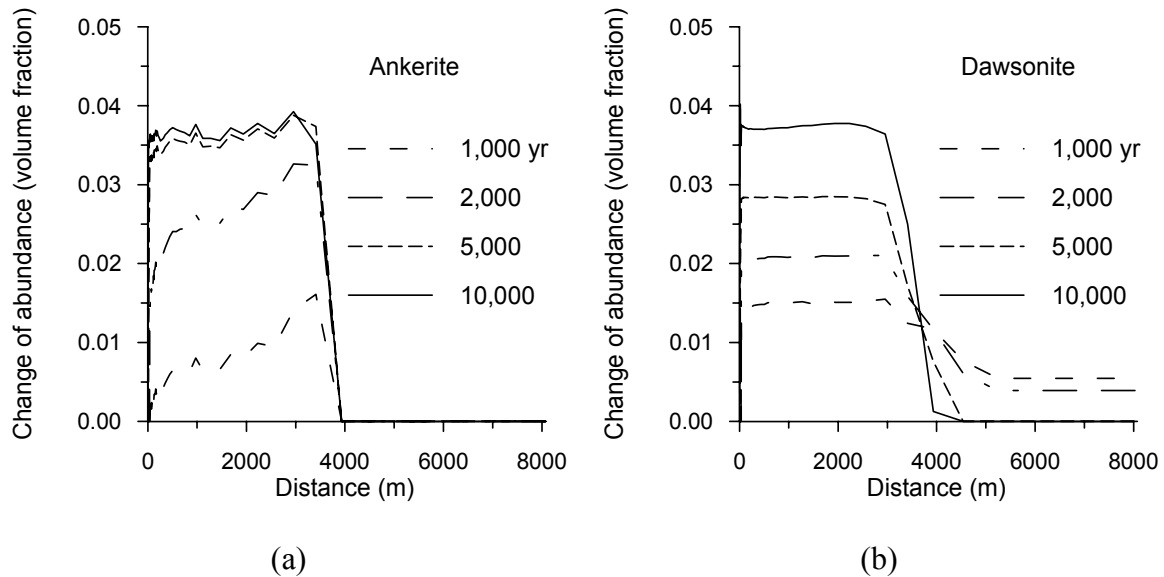 Change of abundance (volume fraction)
0.05
0.04
0.03
0.02
0.01
0.00
Ankerite
1,000 yr
2,000
5,000
10,000
0
2000
4000
6000
8000
Distance (m)
(a)
Change of abundance (volume fraction)
0.05
0.04
0.03
0.02
0.01
0.00
Dawsonite
1,000 yr
2,000
5,000
10,000
0
2000
4000
6000
8000
Distance (m)
(b)